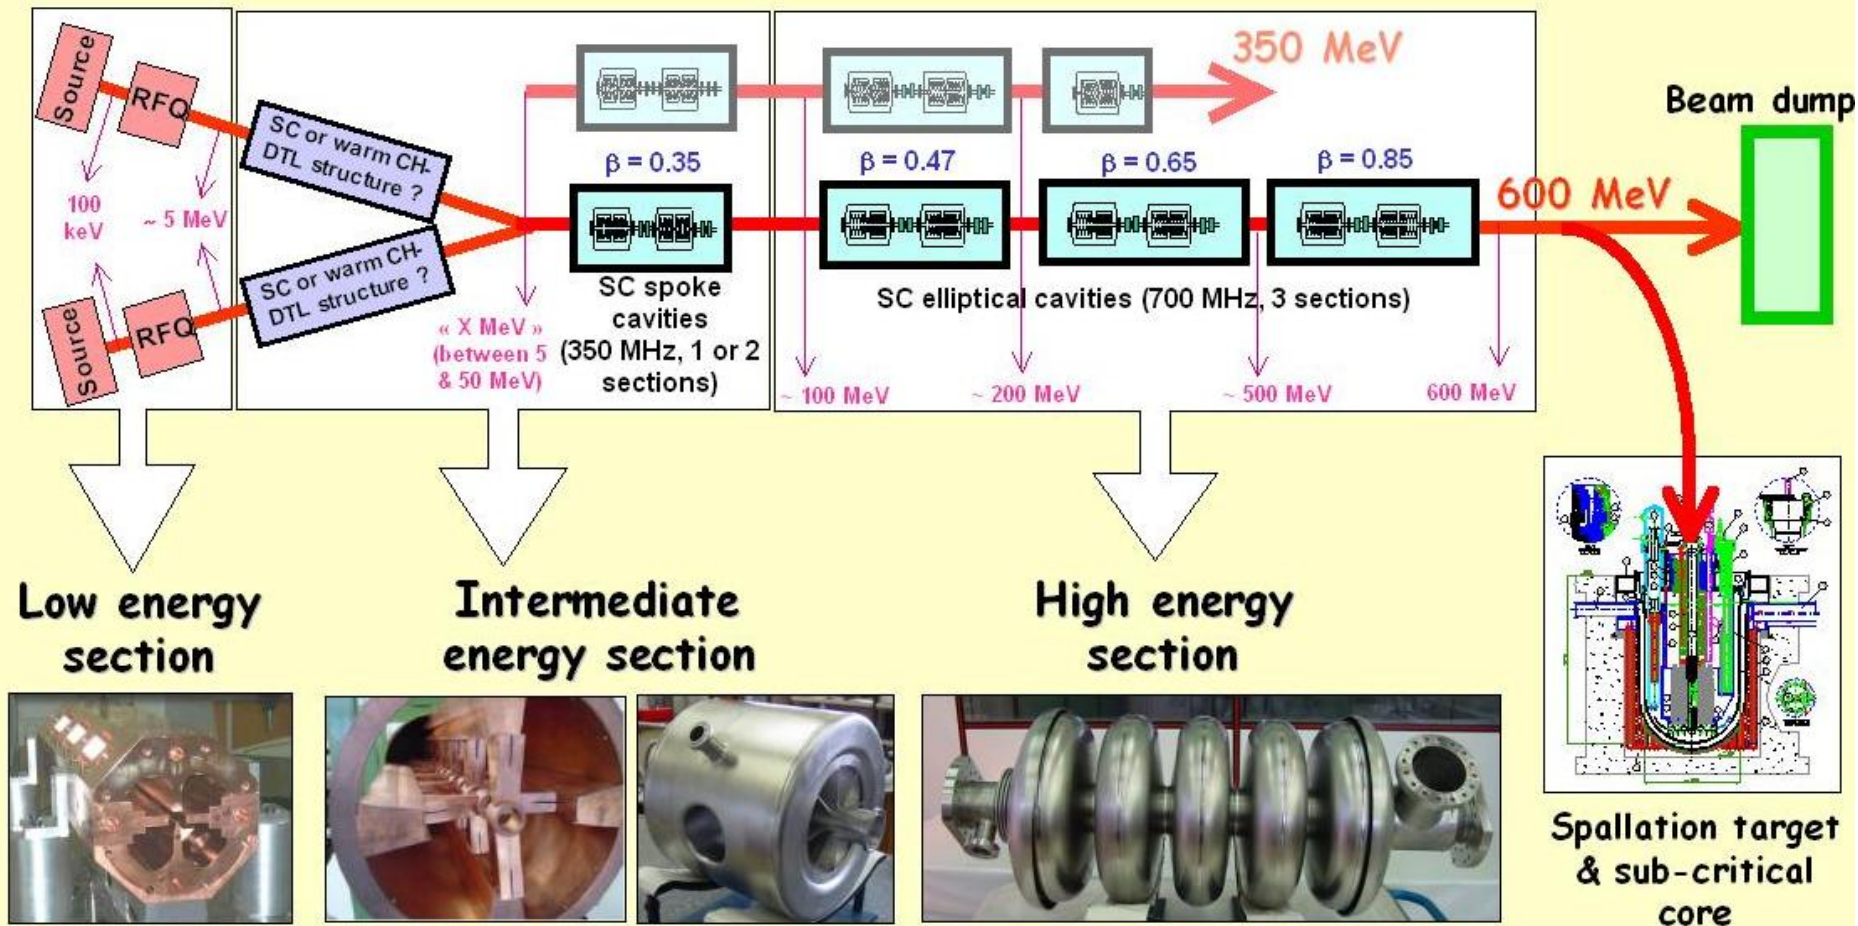 Source
RFQ
100
keV
~ 5 MeV
Source
RFQ
SC or warm CH-
DTL structure ?
SC or warm CH-
DTL structure ?
« X MeV »
(between 5
& 50 MeV)
β = 0.35
SC spoke
cavities
(350 MHz, 1 or 2
sections)
350 MeV
β = 0.47
β = 0.65
β = 0.85
SC elliptical cavities (700 MHz, 3 sections)
~ 100 MeV
~ 200 MeV
~ 500 MeV
600 MeV
600 MeV
Beam dump
Low energy
section
Intermediate
energy section
High energy
section
Spallation target
& sub-critical
core